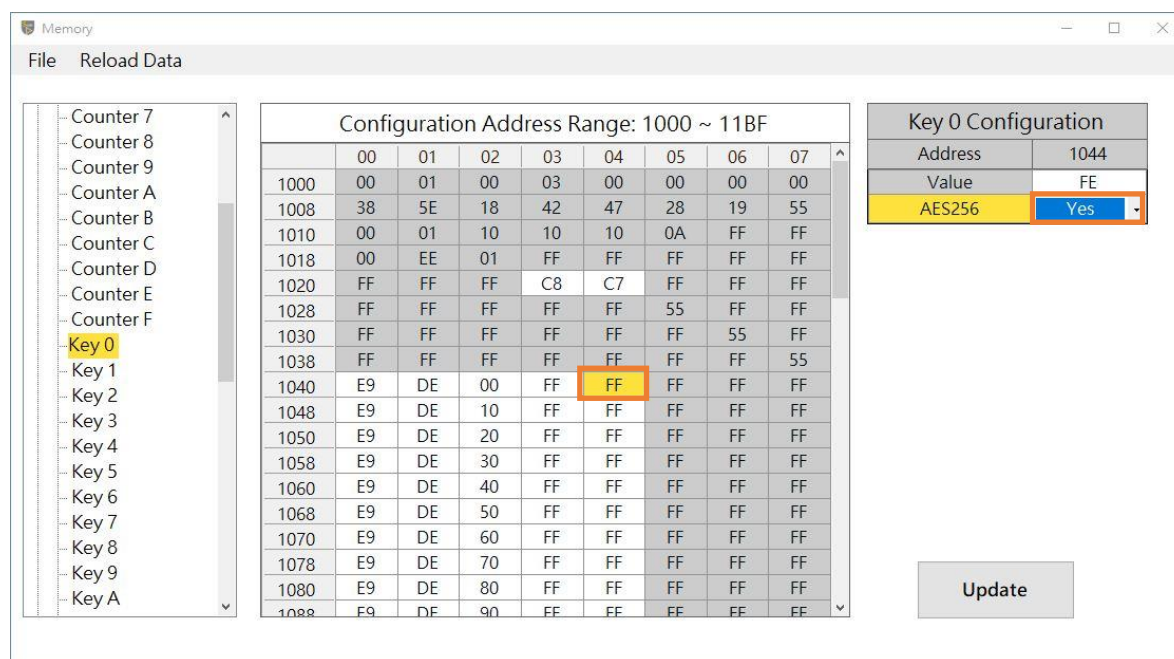 Memory
File Reload Data
Counter 7
Counter 8
Counter 9
Counter A
Counter B
Counter C
Counter D
Counter E
Counter F
Key 0
Key 1
Key 2
Key 3
Key 4
Key 5
Key 6
Key 7
Key 8
Key 9
Key A
Configuration Address Range: 1000 ~ 11BF
00 01 02 03 04 05 06 07
1000 00 01 00 03 00 00 00 00
1008 38 5E 18 42 47 28 19 55
1010 00 01 10 10 10 0A FF FF
1018 00 EE 01 FF FF FF FF FF
1020 FF FF FF C8 C7 FF FF FF
1028 FF FF FF FF FF 55 FF FF
1030 FF FF FF FF FF FF 55 FF
1038 FF FF FF FF FF FF FF 55
1040 E9 DE 00 FF FF FF FF FF
1048 E9 DE 10 FF FF FF FF FF
1050 E9 DE 20 FF FF FF FF FF
1058 E9 DE 30 FF FF FF FF FF
1060 E9 DE 40 FF FF FF FF FF
1068 E9 DE 50 FF FF FF FF FF
1070 E9 DE 60 FF FF FF FF FF
1078 E9 DE 70 FF FF FF FF FF
1080 E9 DE 80 FF FF FF FF FF
1088 E9 DE 90 FF FF FF FF FF
Key 0 Configuration
Address 1044
Value FE
AES256 Yes
Update